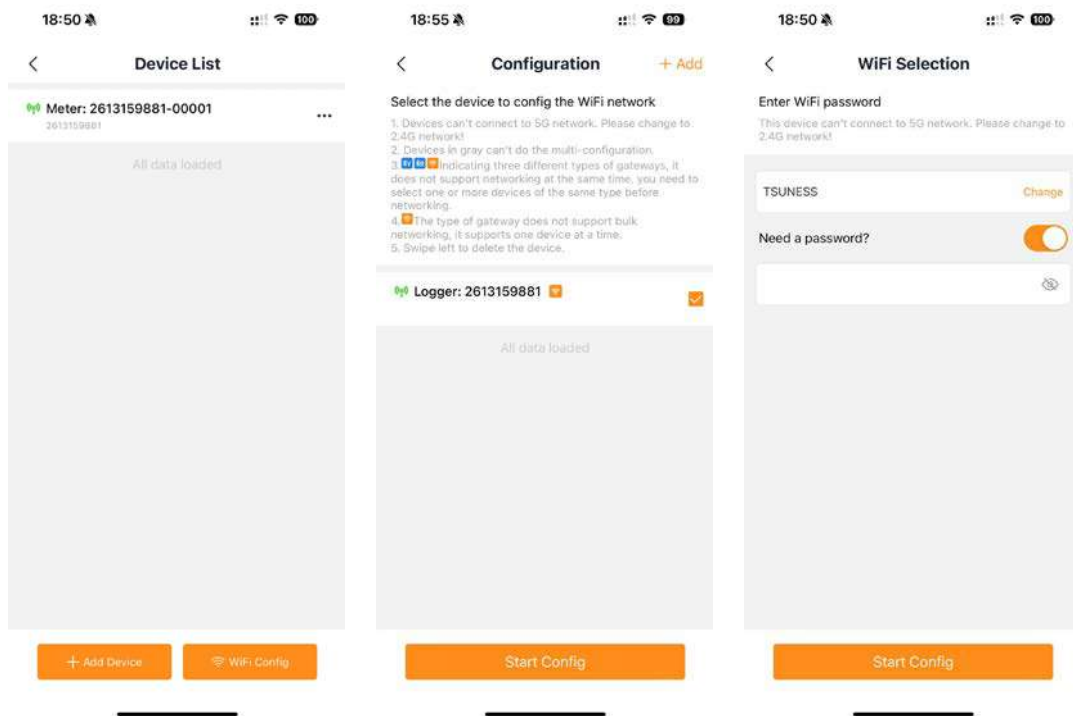 18:50
100
Device List
Meter: 2613159881-00001
2613159881
All data loaded
+ Add Device
WiFi Config
18:55
99
Configuration
+ Add
Select the device to config the WiFi network
1. Devices can't connect to 5G network. Please change to
2.4G network!
2. Devices in gray can't do the multi-configuration.
3. Indicating three different types of gateways, it
does not support networking at the same time, you need to
select one or more devices of the same type before
networking.
4. The type of gateway does not support bulk
networking, it supports one device at a time.
5. Swipe left to delete the device.
Logger: 2613159881
All data loaded
Start Config
18:50
100
WiFi Selection
Enter WiFi password
This device can't connect to 5G network. Please change to
2.4G network!
TSUNESS
Change
Need a password?
Start Config